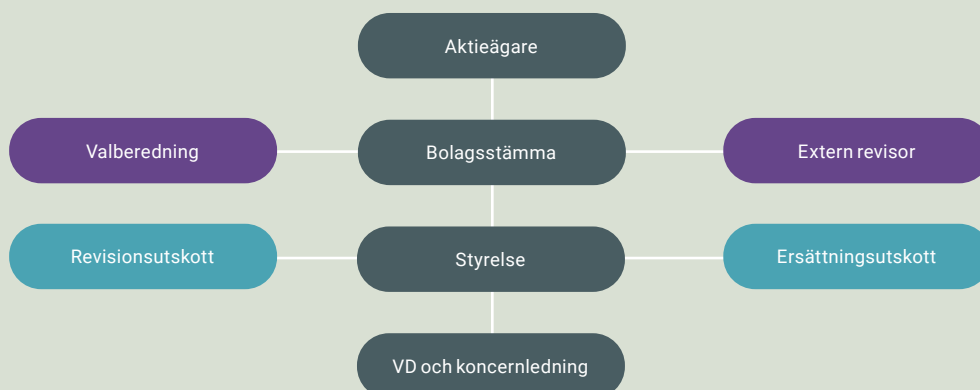 Aktieägare
Valberedning
Bolagsstämma
Extern revisor
Revisionsutskott
Styrelse
Ersättningsutskott
VD och koncernledning